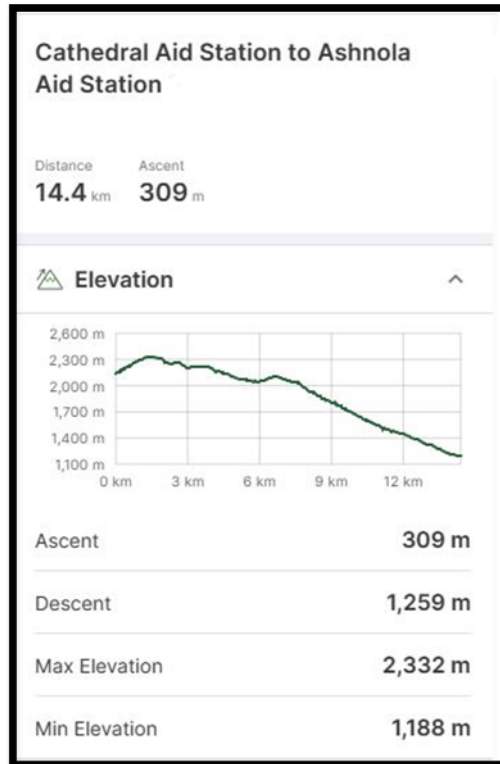 Cathedral Aid Station to Ashnola
Aid Station
Distance
Ascent
14.4 km
309 m
Elevation
2,600 m
2,300 m
2,000 m
1,700 m
1,400 m
1,100 m
0 km
3 km
6 km
9 km
12 km
Ascent
309 m
Descent
1,259 m
Max Elevation
2,332 m
Min Elevation
1,188 m